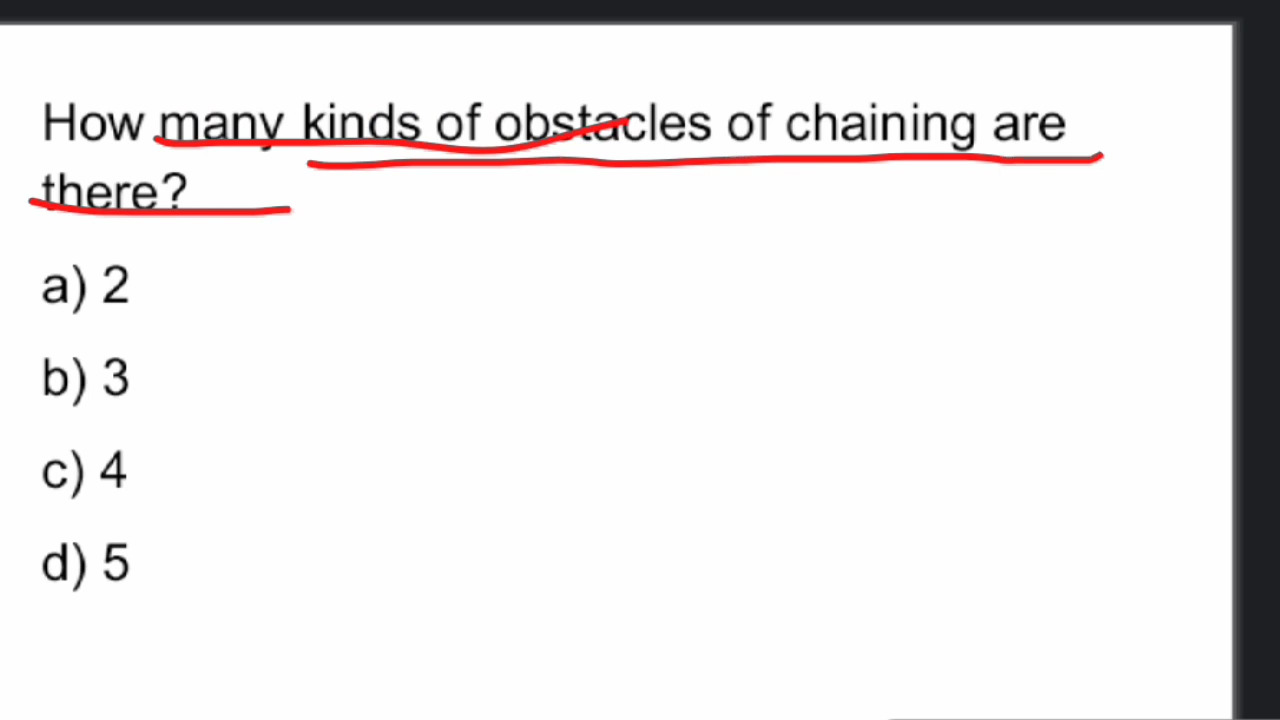 How many kinds of obstacles of chaining are
there?
a) 2
b) 3
c) 4
d) 5